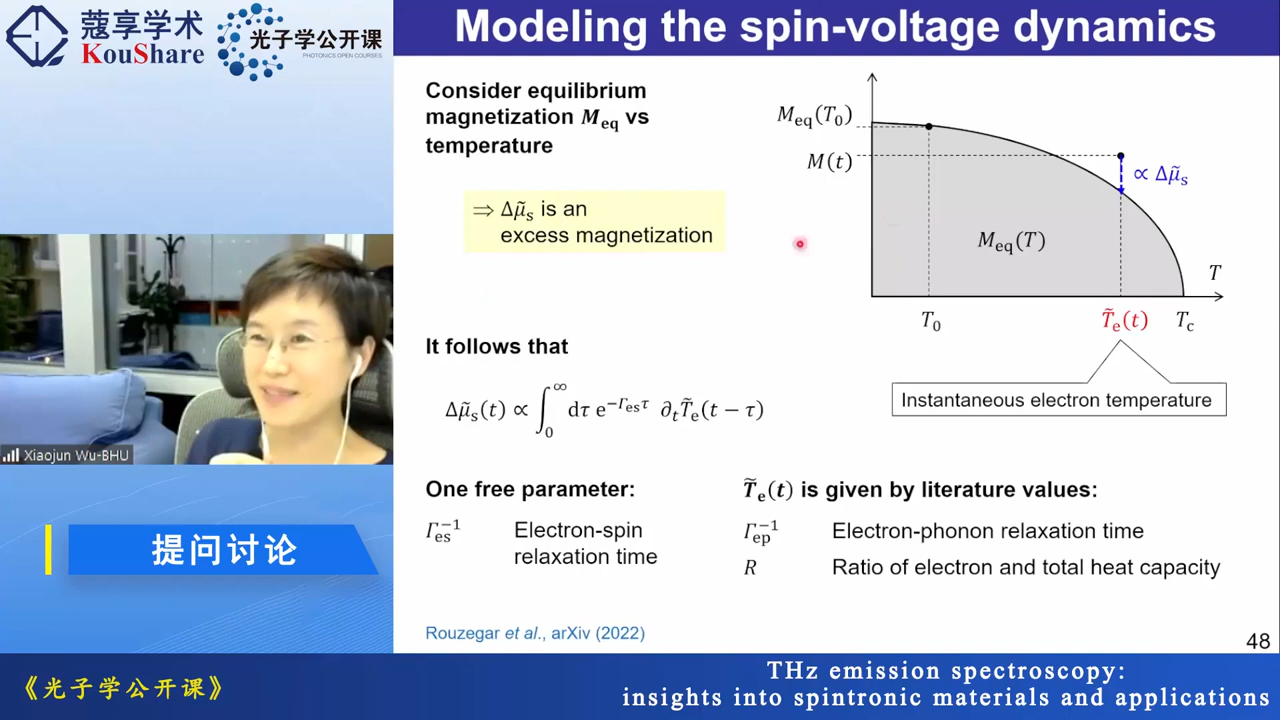 蔻享学术
KouShare
光子学公开课
PHOTONICS OPEN COURSES
Modeling the spin-voltage dynamics
Consider equilibrium
magnetization M_eq vs
temperature
⇒ Δμ̃_s is an
excess magnetization
M_eq(T_0)
M(t)
∝ Δμ̃_s
M_eq(T)
T
T_0
T̃_e(t)
T_c
Instantaneous electron temperature
It follows that
Δμ̃_s(t) ∝ ∫_0^∞ dτ e^{−Γ_es τ} ∂_t T̃_e(t − τ)
One free parameter:
Γ_es^{−1} Electron-spin
relaxation time
T̃_e(t) is given by literature values:
Γ_ep^{−1} Electron-phonon relaxation time
R Ratio of electron and total heat capacity
Rouzegar et al., arXiv (2022)
48
Xiaojun Wu-BHU
提问讨论
《光子学公开课》
THz emission spectroscopy:
insights into spintronic materials and applications